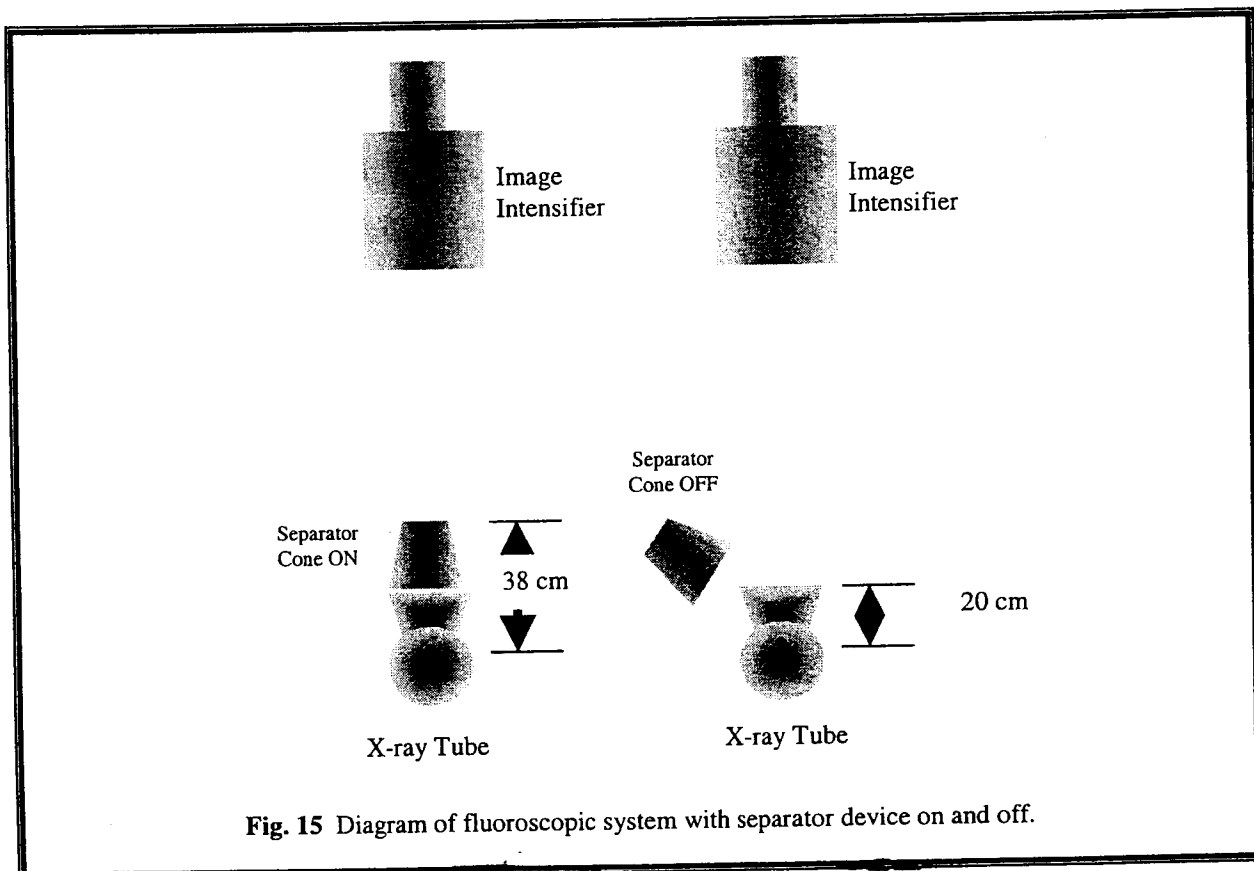 Image
Intensifier
Image
Intensifier
Separator
Cone OFF
Separator
Cone ON
38 cm
20 cm
X-ray Tube
X-ray Tube
Fig. 15 Diagram of fluoroscopic system with separator device on and off.